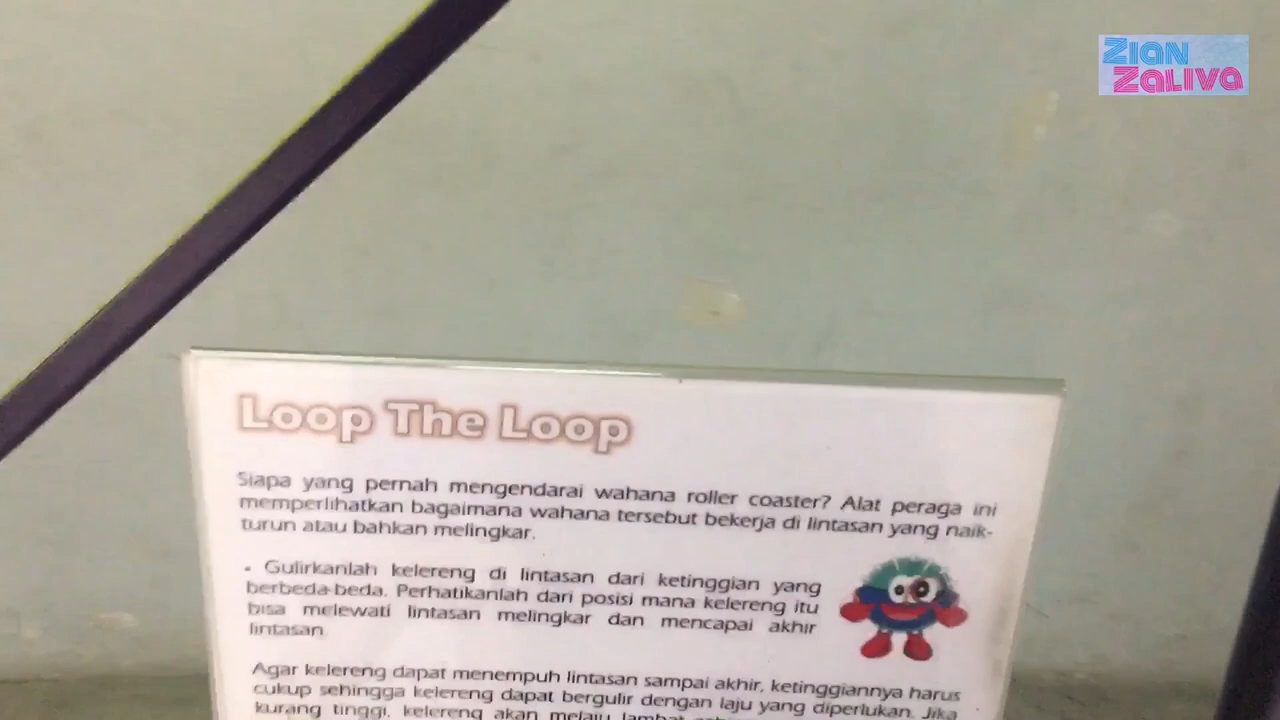 Zian
Zaliva
Loop The Loop
Siapa yang pernah mengendarai wahana roller coaster? Alat peraga ini
memperlihatkan bagaimana wahana tersebut bekerja di lintasan yang naik-
turun atau bahkan melingkar.
- Gulirkanlah kelereng di lintasan dari ketinggian yang
berbeda-beda. Perhatikanlah dari posisi mana kelereng itu
bisa melewati lintasan melingkar dan mencapai akhir
lintasan
Agar kelereng dapat menempuh lintasan sampai akhir, ketinggiannya harus
cukup sehingga kelereng dapat bergulir dengan laju yang diperlukan. Jika
kurang tinggi, kelereng akan melaju lambat